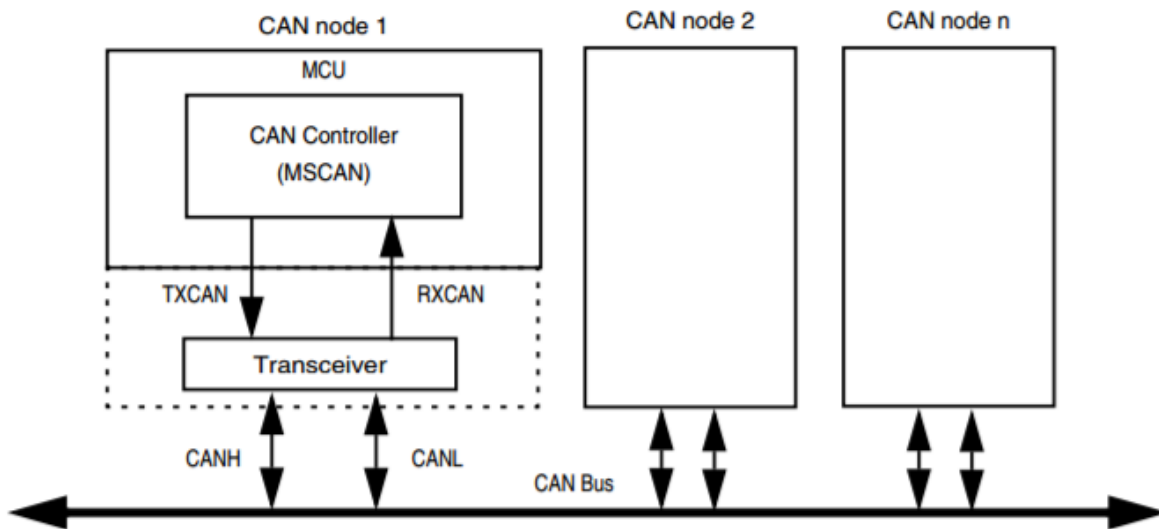 CAN node 1
CAN node 2
CAN node n
MCU
CAN Controller
(MSCAN)
TXCAN
RXCAN
Transceiver
CANH
CANL
CAN Bus